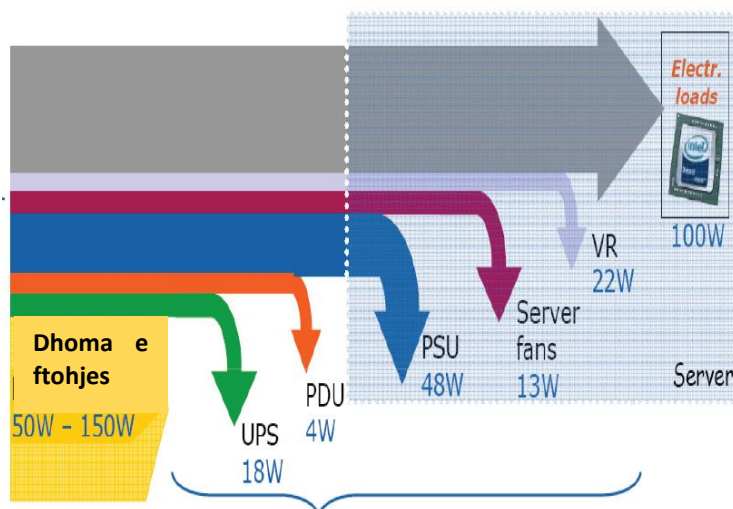 Electr.
loads
intel
100W
VR
22W
Server
fans
13W
Server
PSU
48W
PDU
4W
UPS
18W
Dhoma e
ftohjes
50W – 150W